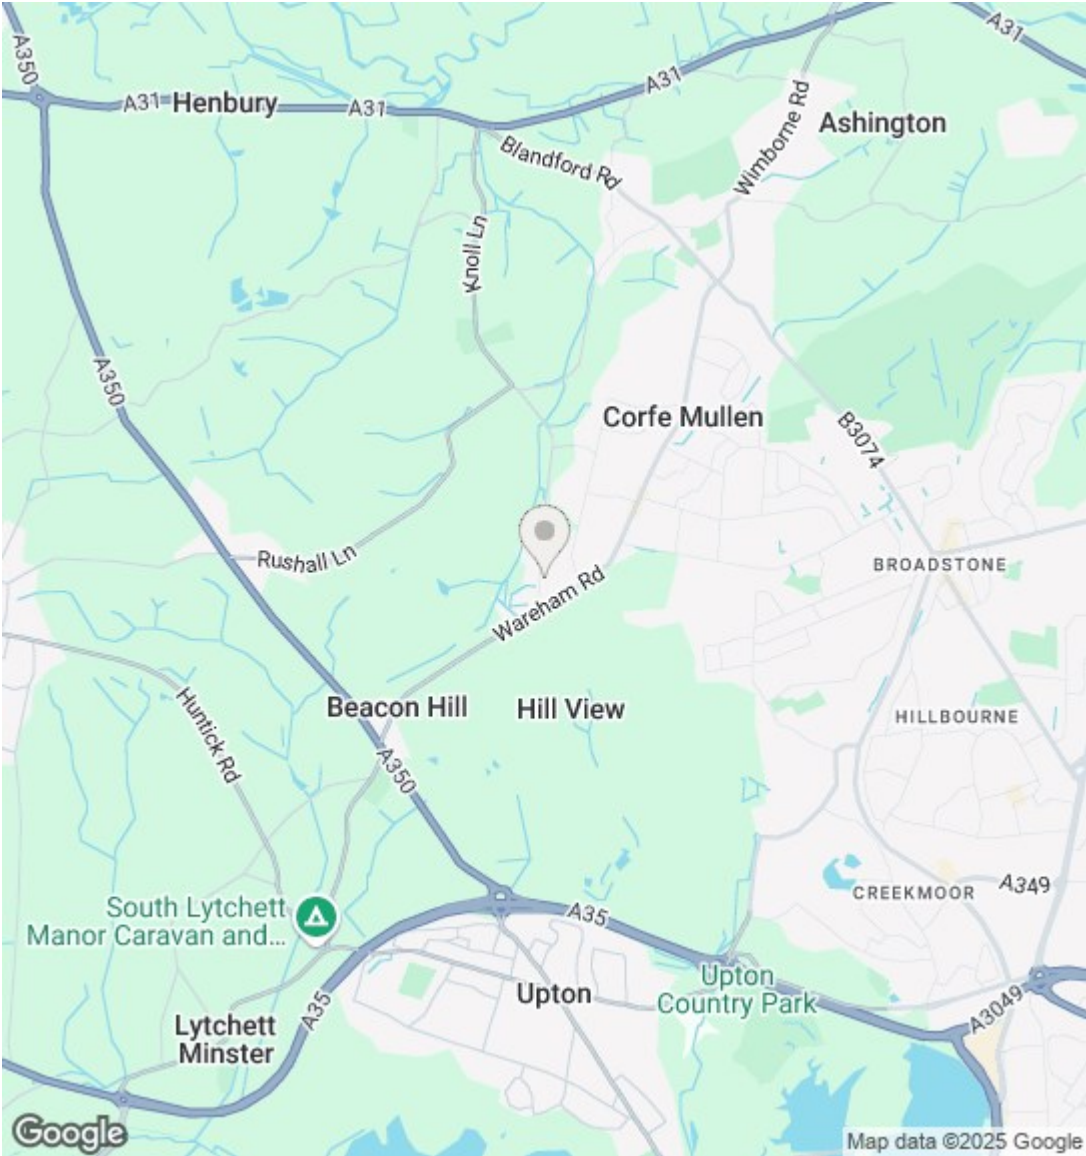 A31
A350
A31
Henbury
A31
A31
Ashington
Wimborne Rd
Blandford Rd
Knoll Ln
A350
Corfe Mullen
B3074
Rushall Ln
BROADSTONE
Wareham Rd
Beacon Hill
Hill View
HILLBOURNE
Huntick Rd
A350
A349
CREEKMOOR
South Lytchett
Manor Caravan and...
A35
Upton
Country Park
Upton
A35
A3049
Lytchett
Minster
Google
Map data ©2025 Google